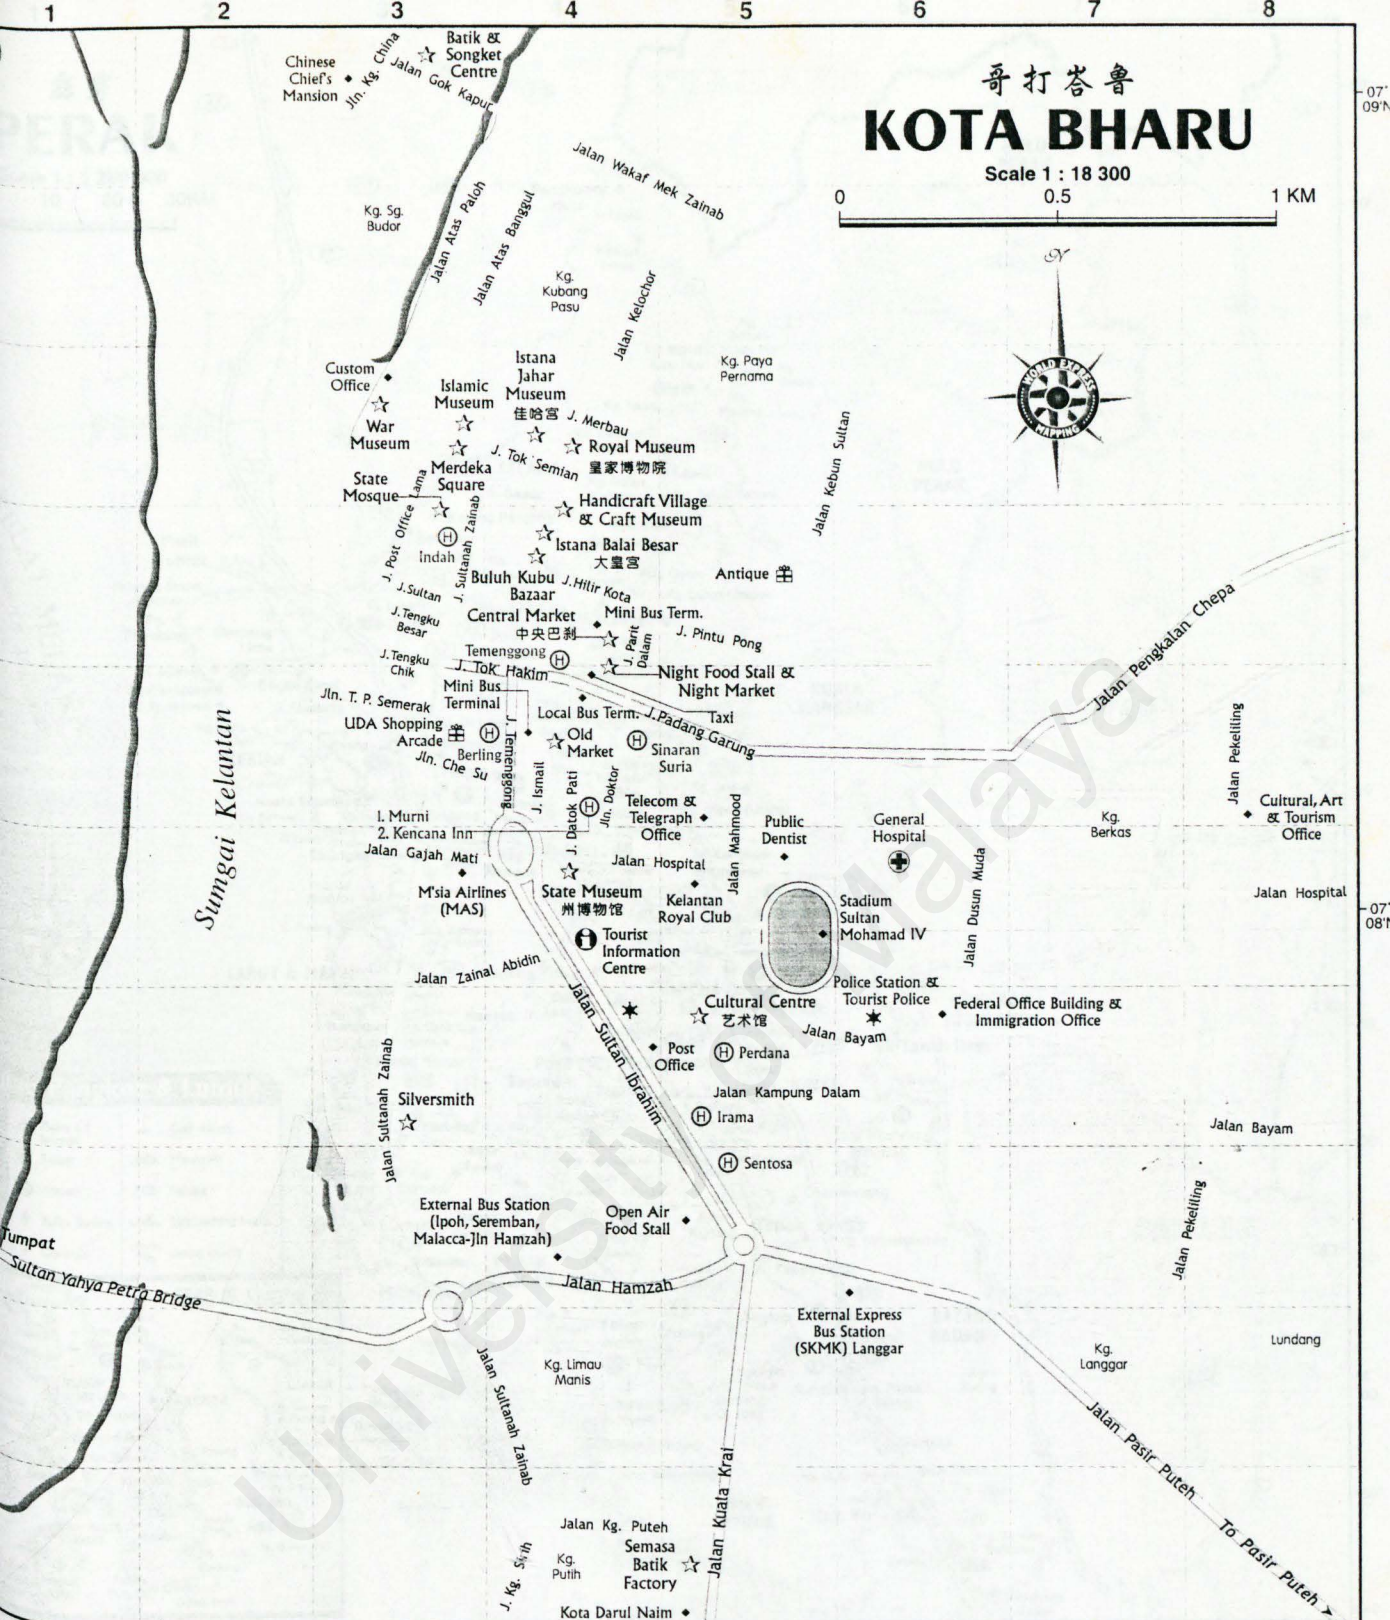 1 2 3 4 5 6 7 8
哥打峇鲁
KOTA BHARU
Scale 1 : 18 300
0 0.5 1 KM
N
WORLD EXPRESS
MAPPING
07°
09'N
Batik &
Songket
Centre
Chinese
Chief's
Mansion
Jln. Kg. China
Jalan Gok Kapur
Jalan Wakaf Mek Zainab
Kg. Sg.
Budor
Jalan Atas Paloh
Jalan Atas Banggul
Kg.
Kubang
Pasu
Jalan Kelochor
Kg. Paya
Pernama
Custom
Office
War
Museum
Islamic
Museum
Istana
Jahar
Museum
佳哈宫
J. Merbau
Royal Museum
皇家博物院
J. Tok Semian
Merdeka
Square
State
Mosque
J. Post Office Lama
J. Sultanah Zainab
Handicraft Village
& Craft Museum
H
Indah
Istana Balai Besar
大皇宫
Jalan Kebun Sultan
Antique
Buluh Kubu
Bazaar
J.Hilir Kota
J.Sultan
J.Tengku
Besar
Central Market
中央巴刹
Mini Bus Term.
J. Parit
Dalam
J. Pintu Pong
J.Tengku
Chik
Temenggong H
J. Tok Hakim
Night Food Stall &
Night Market
Mini Bus
Terminal
Jln. T. P. Semerak
Local Bus Term.
J.Padang Garung
Taxi
Jalan Pengkalan Chepa
UDA Shopping
Arcade
H
Berling
Jln. Che Su
J. Temenggong
Old
Market
H
Sinaran
Suria
J. Ismail
J. Datok Pati
H
Jln. Doktor
1. Murni
2. Kencana Inn
Telecom &
Telegraph
Office
Jalan Mahmood
Public
Dentist
General
Hospital
Kg.
Berkas
Jalan Pekeliling
Cultural, Art
& Tourism
Office
Jalan Gajah Mati
M'sia Airlines
(MAS)
Jalan Hospital
State Museum
州博物馆
Kelantan
Royal Club
Stadium
Sultan
Mohamad IV
Jalan Dusun Muda
Jalan Hospital
07°
08'N
Sumgai Kelantan
Tourist
Information
Centre
Jalan Zainal Abidin
Jalan Sultan Ibrahim
Police Station &
Tourist Police
Federal Office Building &
Immigration Office
Cultural Centre
艺术馆
Jalan Bayam
Post
Office
H Perdana
Jalan Sultanah Zainab
Silversmith
Jalan Kampung Dalam
H Irama
Jalan Bayam
H Sentosa
Jalan Pekeliling
External Bus Station
(Ipoh, Seremban,
Malacca-Jln Hamzah)
Open Air
Food Stall
Tumpat
Sultan Yahya Petra Bridge
Jalan Hamzah
External Express
Bus Station
(SKMK) Langgar
Kg.
Langgar
Lundang
Kg. Limau
Manis
Jalan Sultanah Zainab
Jalan Kuala Krai
Jalan Pasir Puteh
To Pasir Puteh
Jalan Kg. Puteh
Kg.
Putih
Semasa
Batik
Factory
Kota Darul Naim
PERAK
University of Malaya